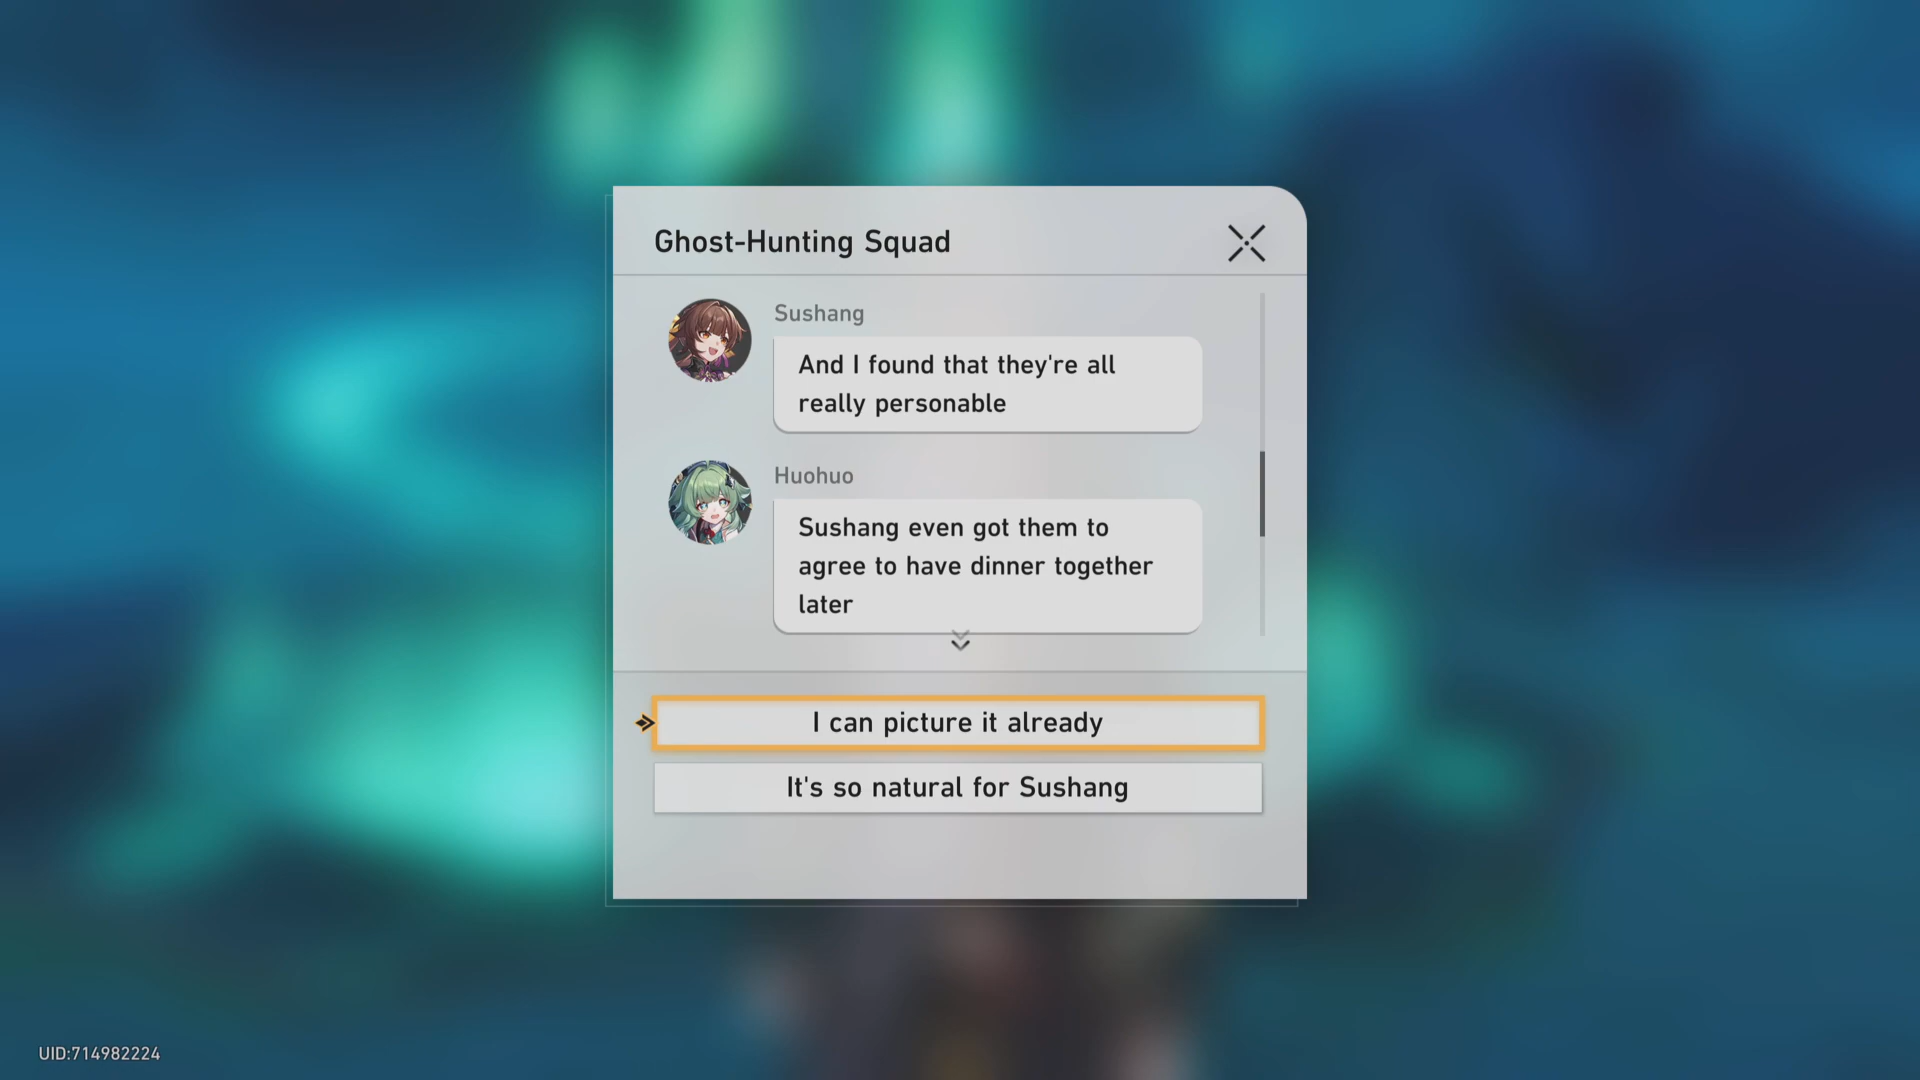 Ghost-Hunting Squad
Sushang
And I found that they're all
really personable
Huohuo
Sushang even got them to
agree to have dinner together
later
I can picture it already
It's so natural for Sushang
UID:714982224